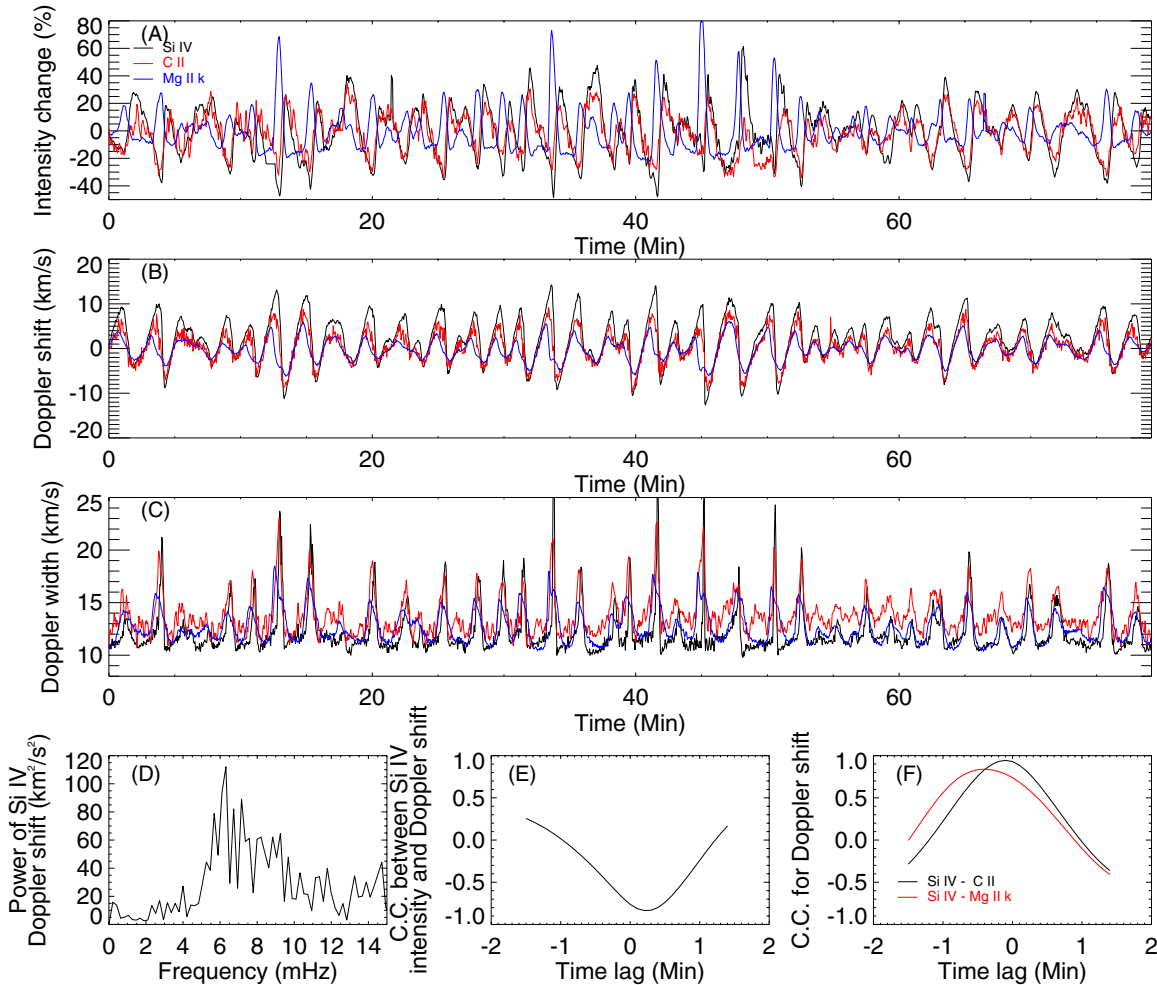 (A)
Si IV
C II
Mg II k
Intensity change (%)
80
60
40
20
0
-20
-40
0 20 40 60
Time (Min)
(B)
Doppler shift (km/s)
20
10
0
-10
-20
0 20 40 60
Time (Min)
(C)
Doppler width (km/s)
25
20
15
10
0 20 40 60
Time (Min)
(D)
Power of Si IV
Doppler shift (km²/s²)
120
100
80
60
40
20
0
0 2 4 6 8 10 12 14
Frequency (mHz)
(E)
C.C. between Si IV
intensity and Doppler shift
1.0
0.5
0.0
-0.5
-1.0
-2 -1 0 1 2
Time lag (Min)
(F)
C.C. for Doppler shift
1.0
0.5
0.0
-0.5
-1.0
Si IV - C II
Si IV - Mg II k
-2 -1 0 1 2
Time lag (Min)